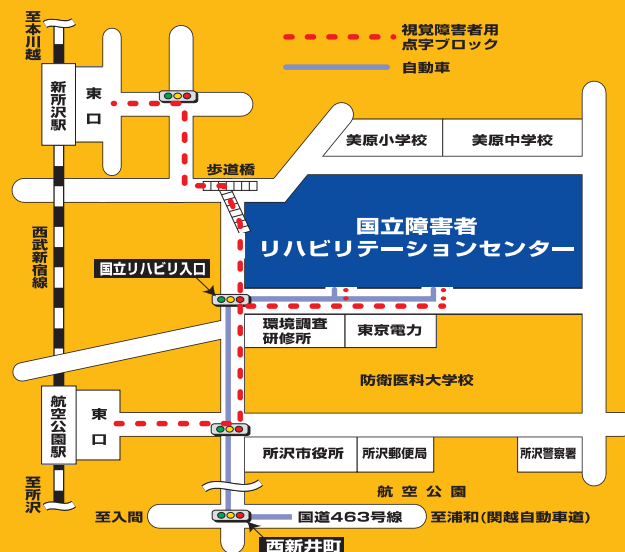 至本川越
視覚障害者用
点字ブロック
自動車
新所沢駅
東口
歩道橋
美原小学校
美原中学校
国立障害者
リハビリテーションセンター
西武新宿線
国立リハビリ入口
環境調査
研修所
東京電力
防衛医科大学校
航空公園駅
東口
所沢市役所
所沢郵便局
所沢警察署
航空公園
至所沢
至入間
国道463号線
至浦和(関越自動車道)
西新井町